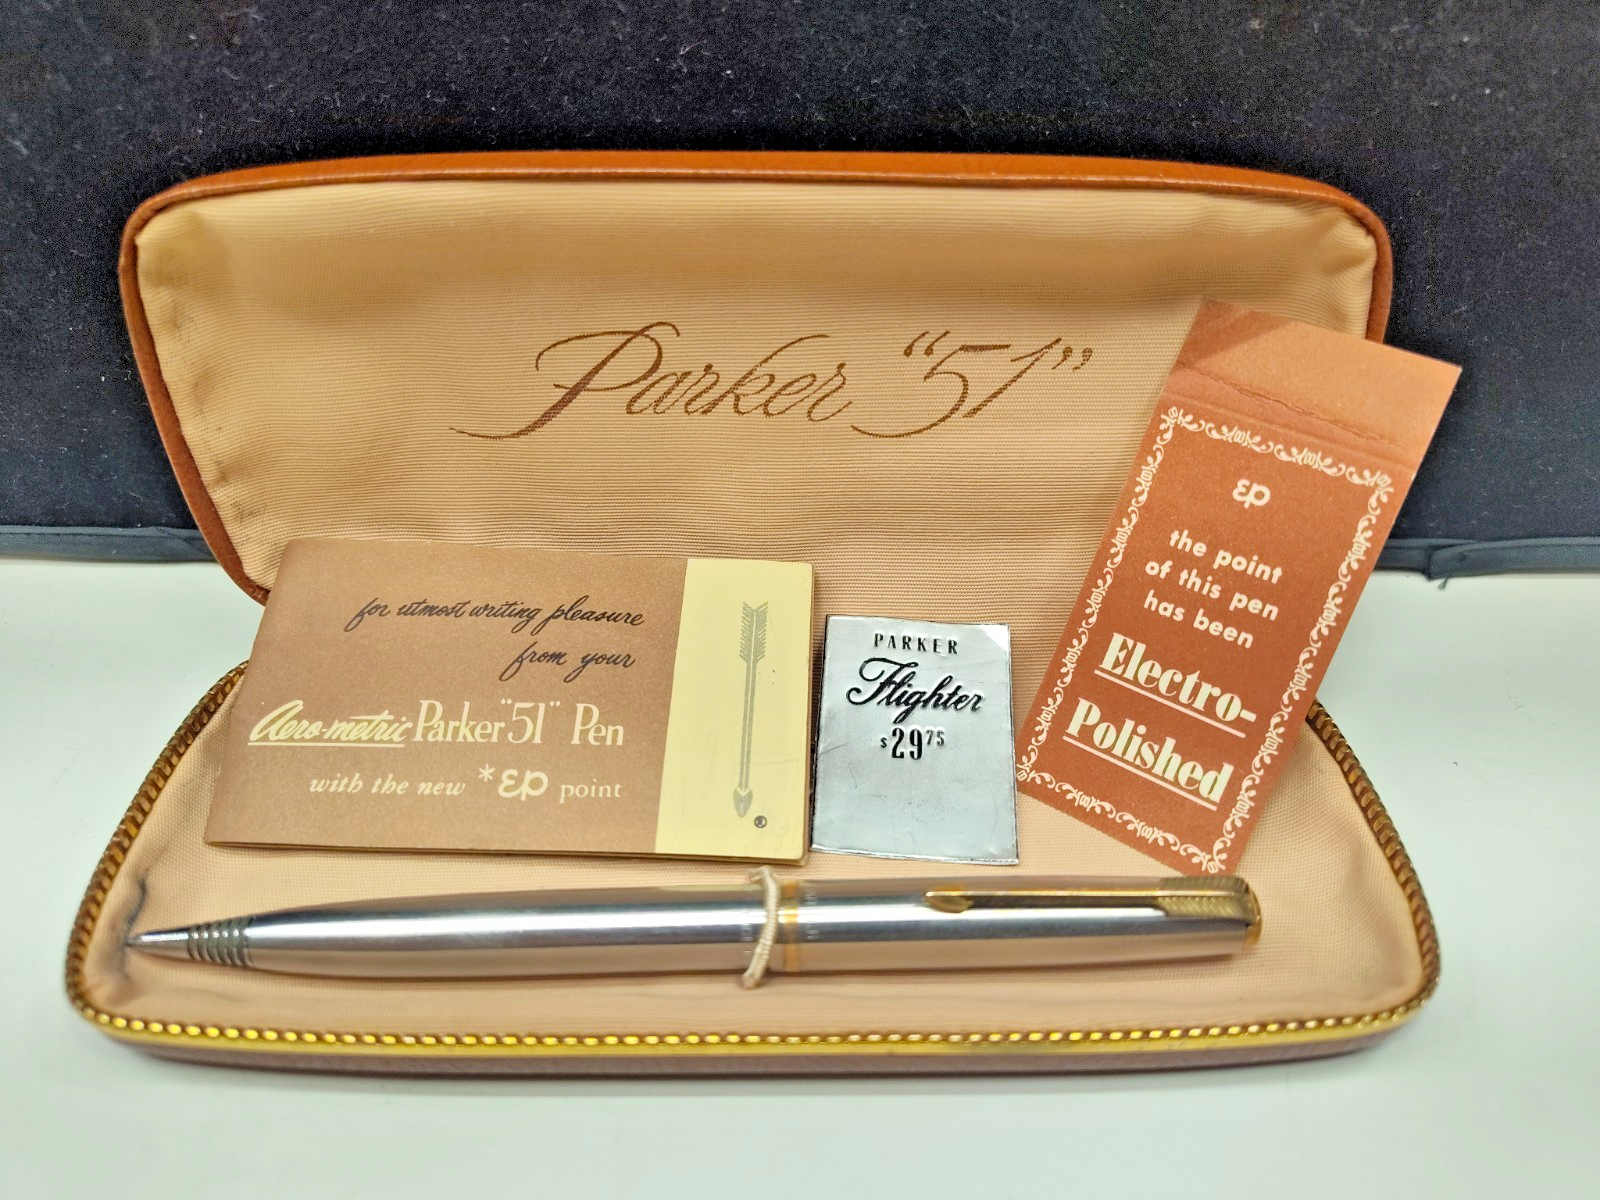 Parker “51”
for utmost writing pleasure
from your
Aero-metric Parker "51" Pen
with the new *ep point
®
PARKER
Flighter
$29 75
ep
the point
of this pen
has been
Electro-
Polished